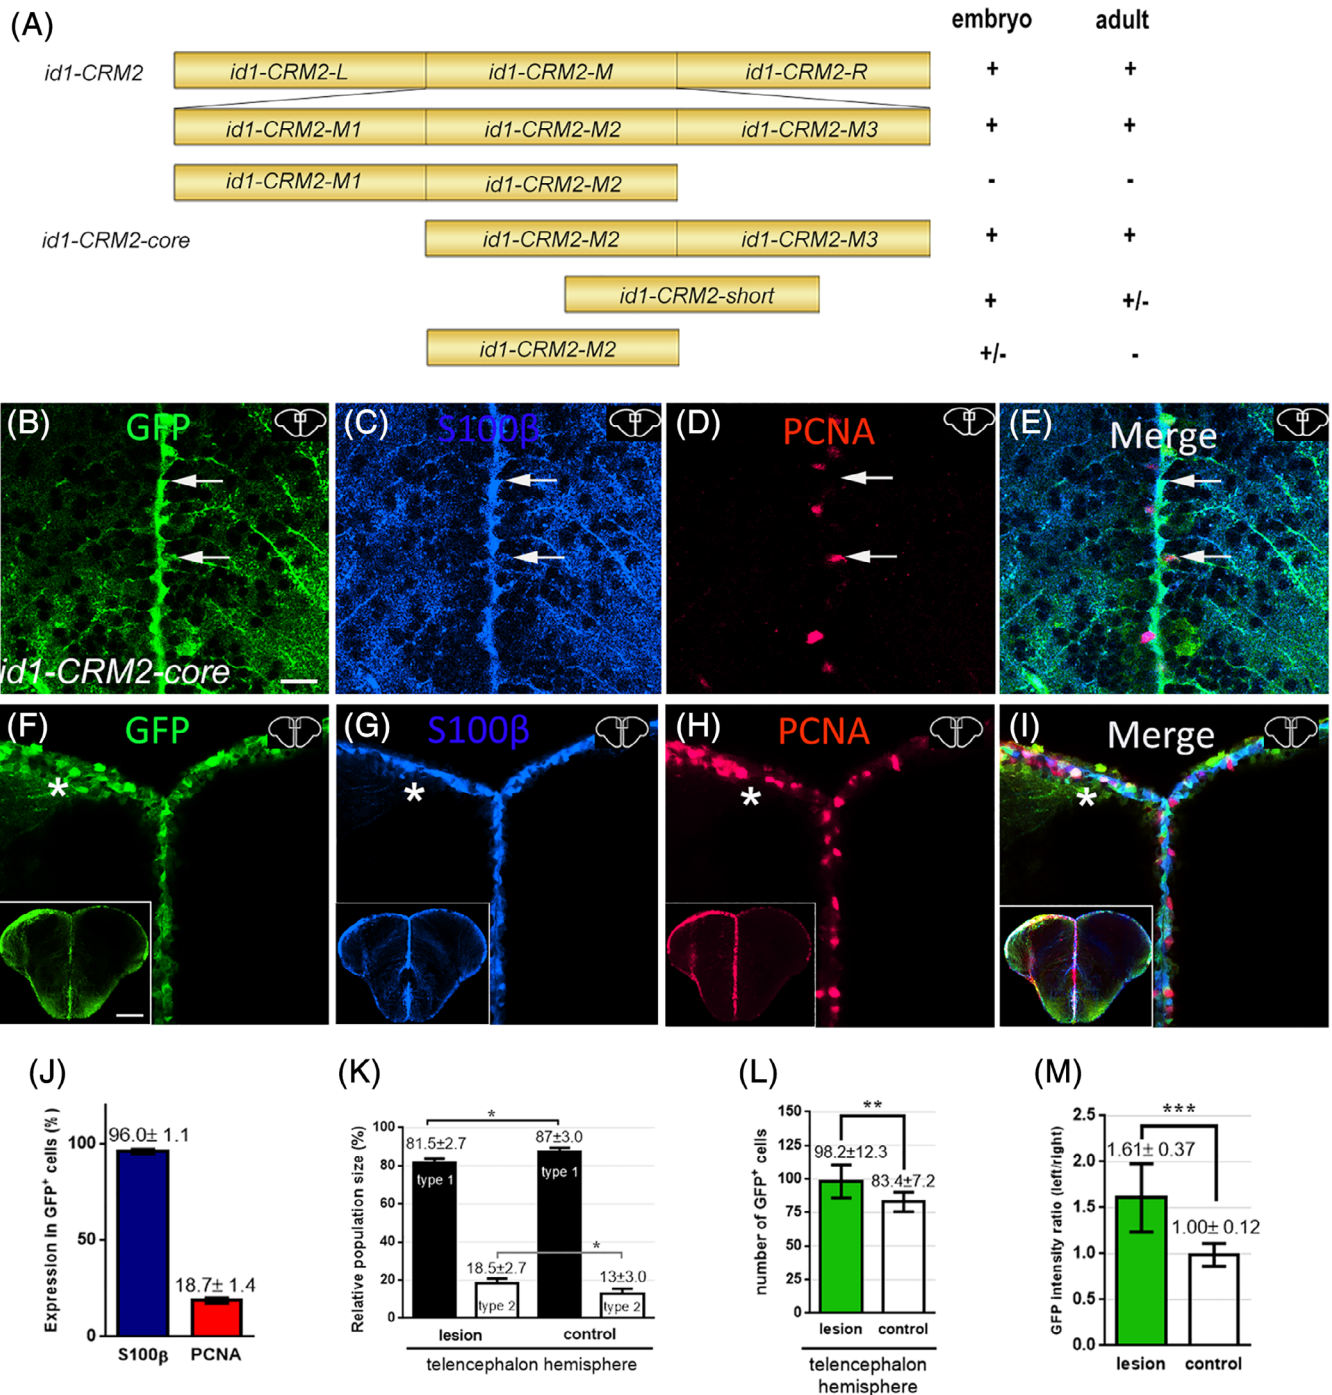 (A)
embryo adult
id1-CRM2 id1-CRM2-L id1-CRM2-M id1-CRM2-R + +
id1-CRM2-M1 id1-CRM2-M2 id1-CRM2-M3 + +
id1-CRM2-M1 id1-CRM2-M2 - -
id1-CRM2-core id1-CRM2-M2 id1-CRM2-M3 + +
id1-CRM2-short + +/-
id1-CRM2-M2 +/- -
(B) GFP (C) S100β (D) PCNA (E) Merge
id1-CRM2-core
(F) GFP (G) S100β (H) PCNA (I) Merge
* * * *
(J)
Expression in GFP+ cells (%)
100
50
0
96.0± 1.1
18.7± 1.4
S100β PCNA
(K)
Relative population size (%)
100
80
60
40
20
0
*
81.5±2.7
87±3.0
type 1
type 1
*
18.5±2.7
13±3.0
type 2
type 2
lesion control
telencephalon hemisphere
(L)
number of GFP+ cells
150
125
100
75
50
25
0
**
98.2±12.3
83.4±7.2
lesion control
telencephalon
hemisphere
(M)
GFP Intensity ratio (left/right)
2.5
2.0
1.5
1.0
0.5
0.0
***
1.61± 0.37
1.00± 0.12
lesion control